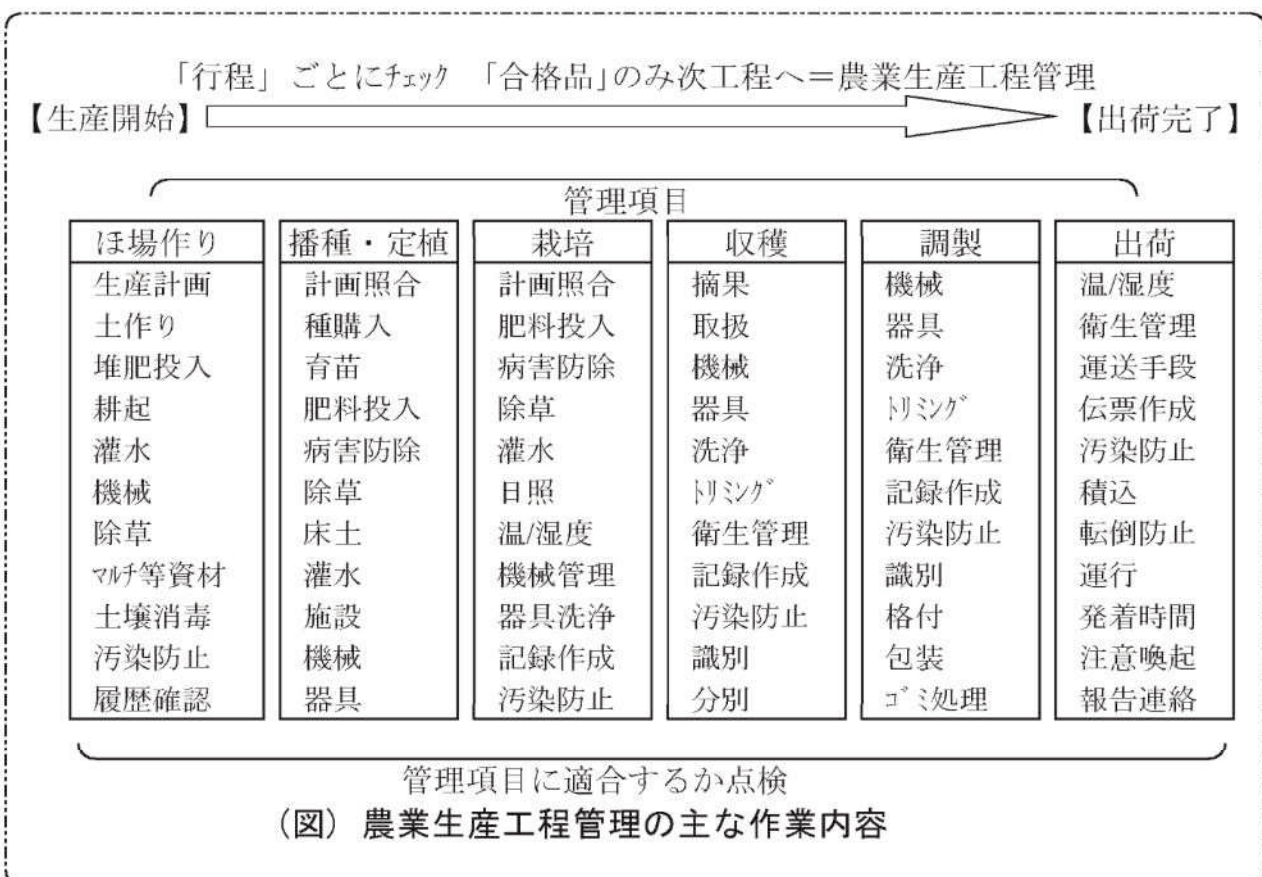 「行程」ごとにﾁｪｯｸ 「合格品」のみ次工程へ＝農業生産工程管理
【生産開始】 【出荷完了】
管理項目
ほ場作り 播種・定植 栽培 収穫 調製 出荷
生産計画 計画照合 計画照合 摘果 機械 温/湿度
土作り 種購入 肥料投入 取扱 器具 衛生管理
堆肥投入 育苗 病害防除 機械 洗浄 運送手段
耕起 肥料投入 除草 器具 ﾄﾘﾐﾝｸﾞ 伝票作成
灌水 病害防除 灌水 洗浄 衛生管理 汚染防止
機械 除草 日照 ﾄﾘﾐﾝｸﾞ 記録作成 積込
除草 床土 温/湿度 衛生管理 汚染防止 転倒防止
ﾏﾙﾁ等資材 灌水 機械管理 記録作成 識別 運行
土壌消毒 施設 器具洗浄 汚染防止 格付 発着時間
汚染防止 機械 記録作成 識別 包装 注意喚起
履歴確認 器具 汚染防止 分別 ｺﾞﾐ処理 報告連絡
管理項目に適合するか点検
（図）農業生産工程管理の主な作業内容